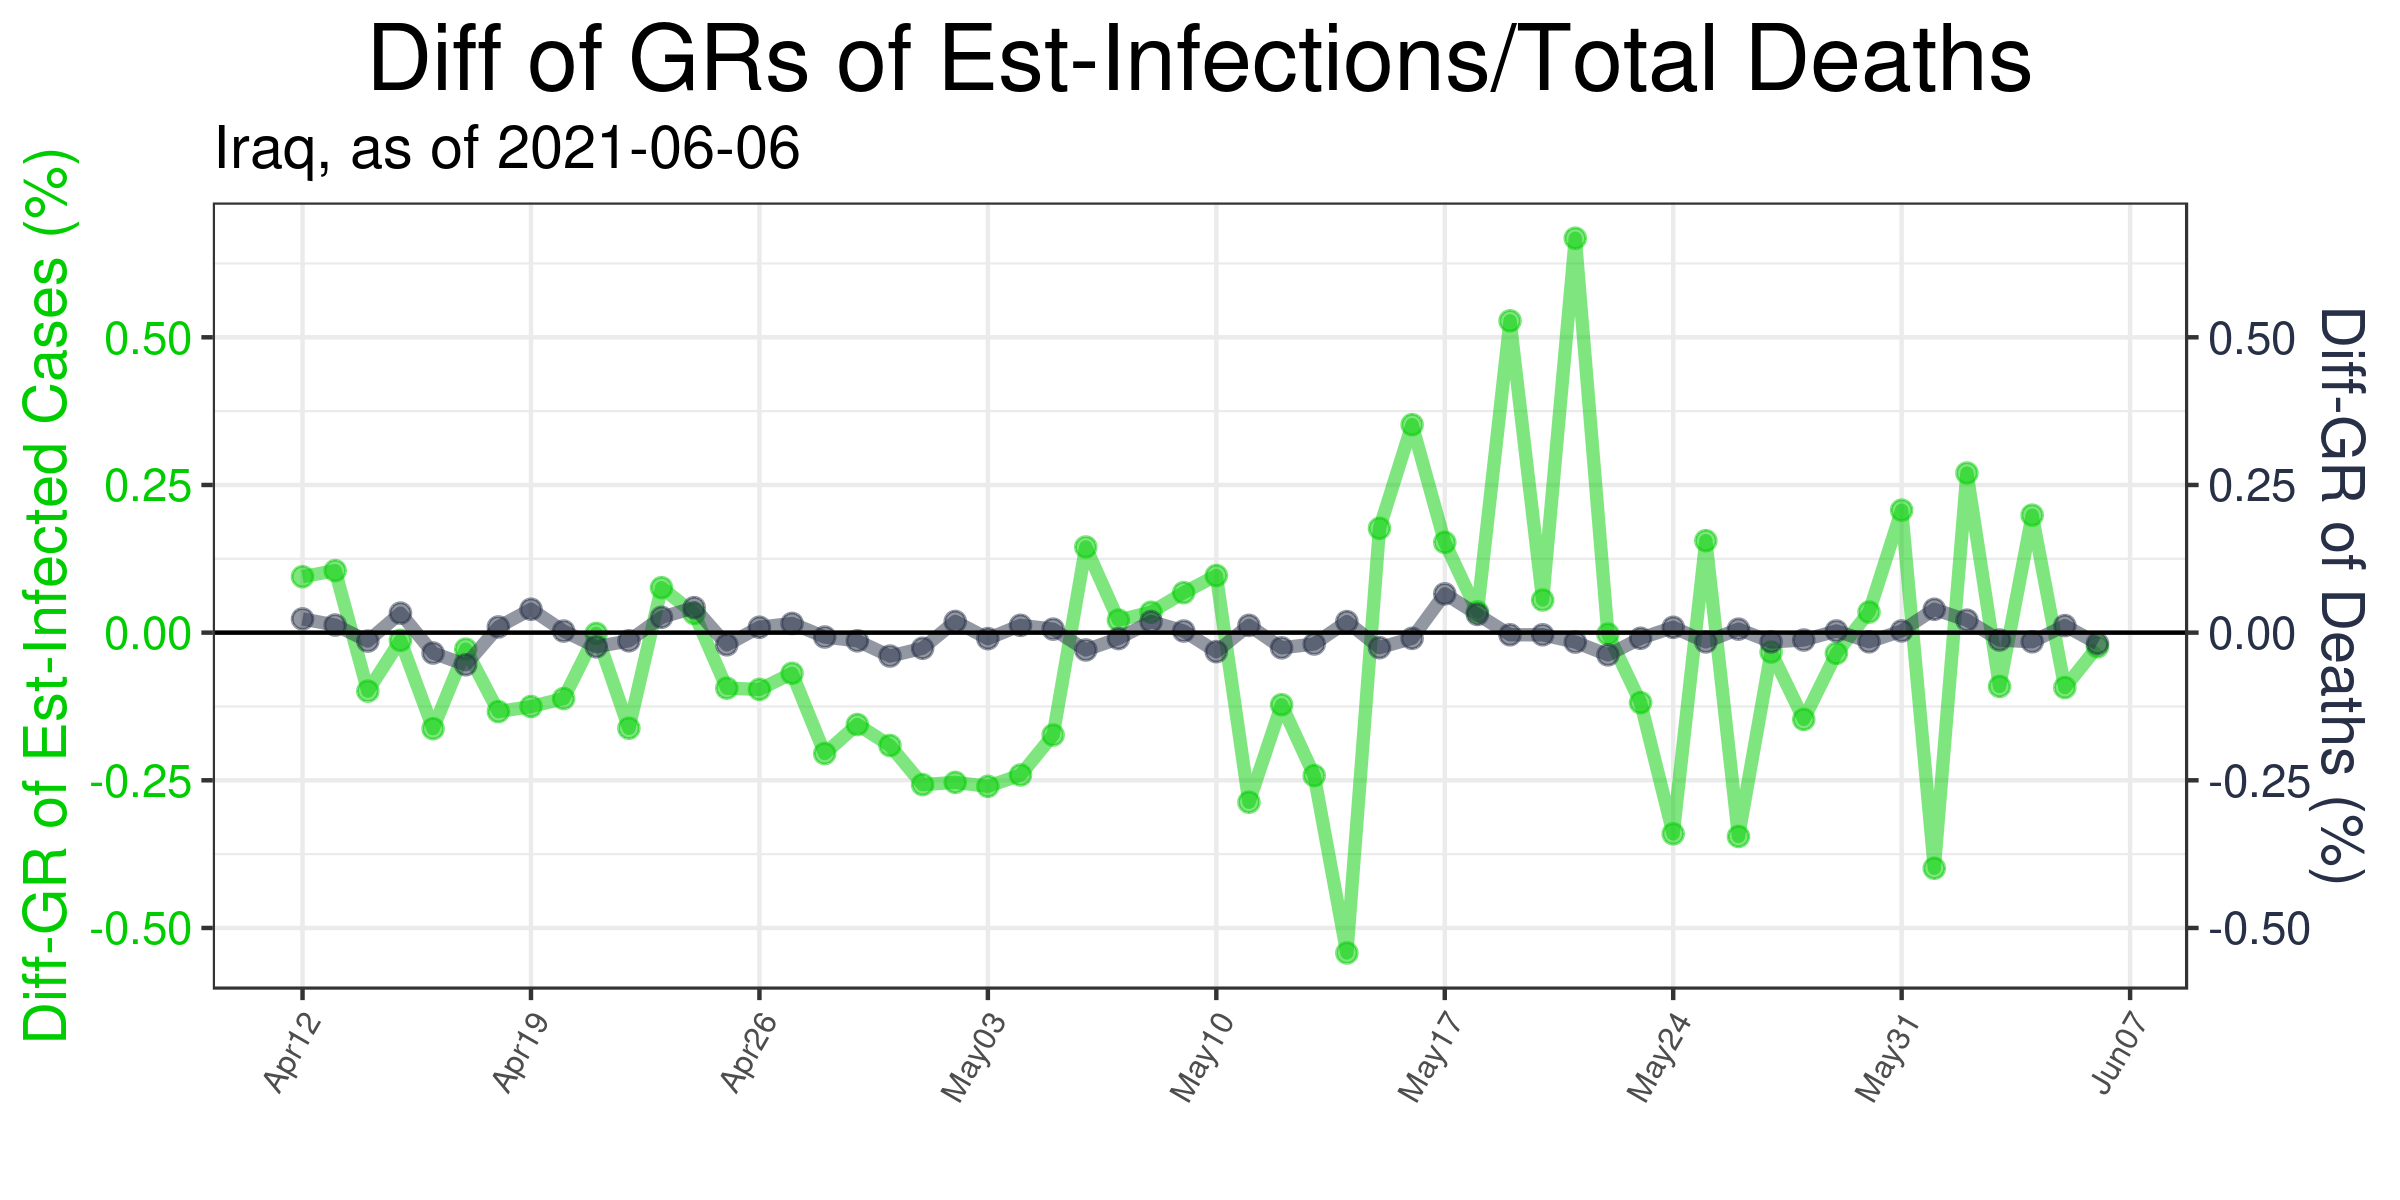 Diff of GRs of Est-Infections/Total Deaths
Iraq, as of 2021-06-06
Diff-GR of Est-Infected Cases (%)
0.50
0.25
0.00
-0.25
-0.50
0.50
0.25
0.00
-0.25
-0.50
Diff-GR of Deaths (%)
Apr12
Apr19
Apr26
May03
May10
May17
May24
May31
Jun07